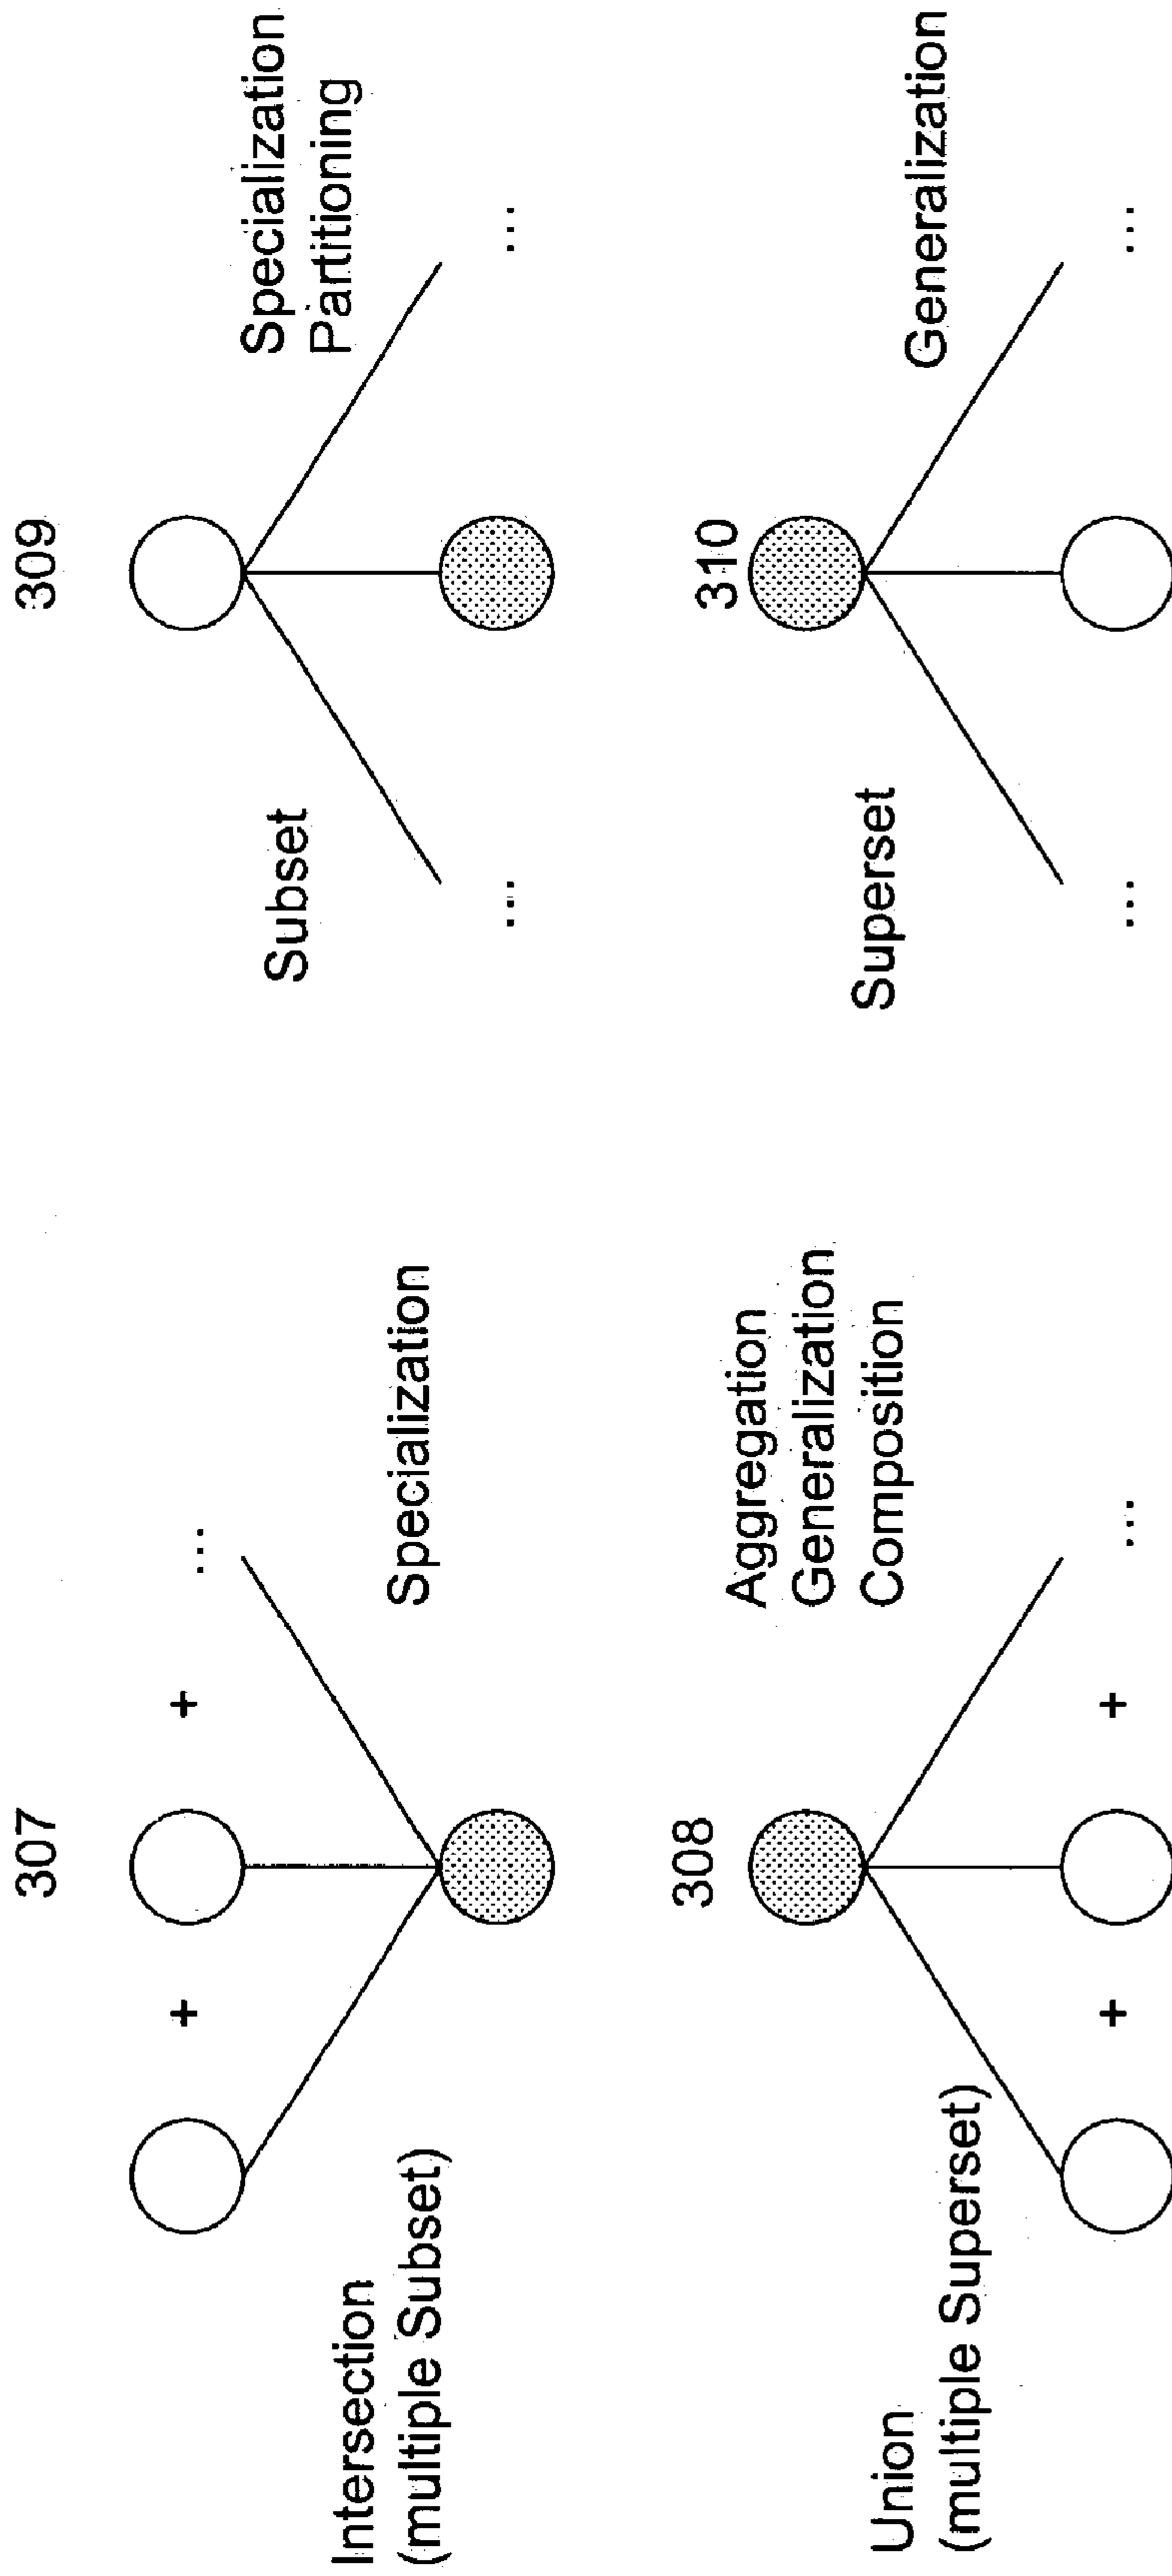 307
+
+
...
Intersection
(multiple Subset)
Specialization
309
Subset
Specialization
Partitioning
...
...
308
Union
(multiple Superset)
Aggregation
Generalization
Composition
+
+
...
310
Superset
Generalization
...
...